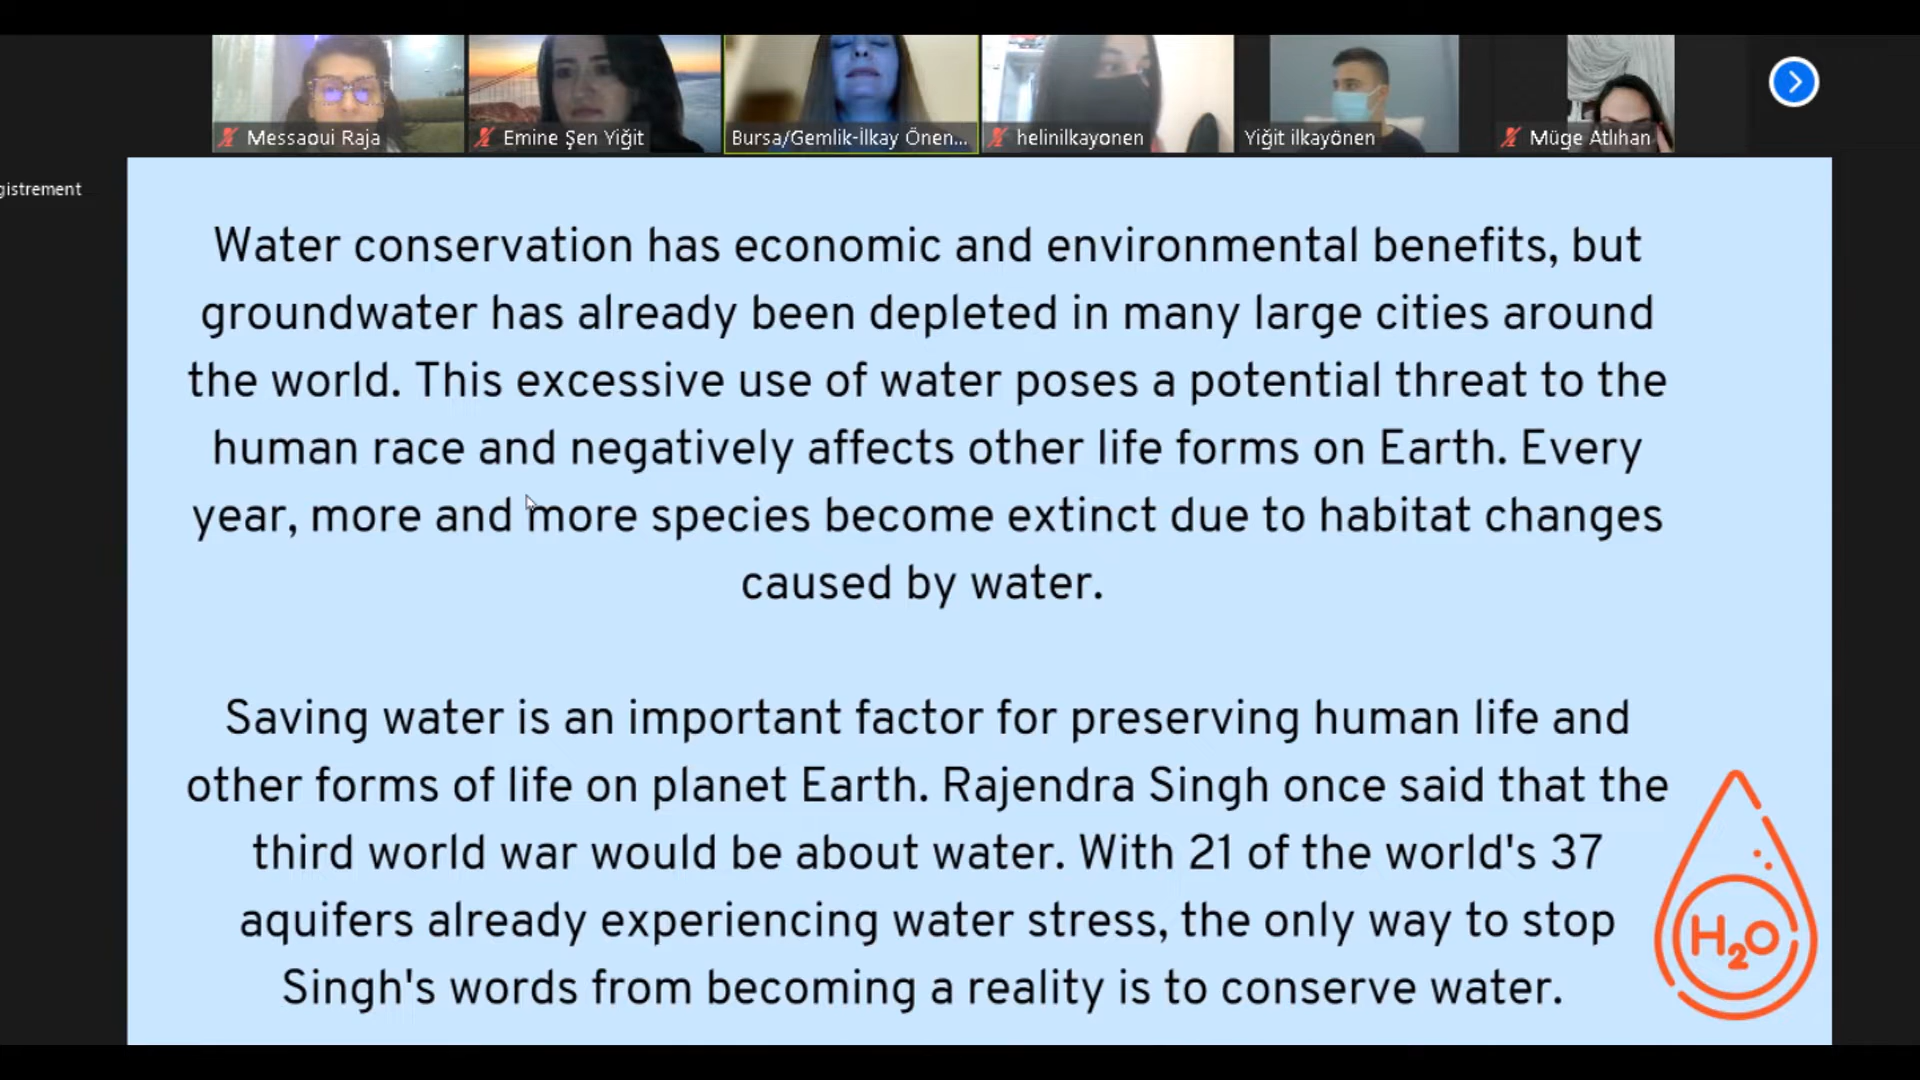 Messaoui Raja
Emine Şen Yiğit
Bursa/Gemlik-İlkay Önen...
helinilkayonen
Yiğit ilkayönen
Müge Atlıhan
gistrement
Water conservation has economic and environmental benefits, but
groundwater has already been depleted in many large cities around
the world. This excessive use of water poses a potential threat to the
human race and negatively affects other life forms on Earth. Every
year, more and more species become extinct due to habitat changes
caused by water.
Saving water is an important factor for preserving human life and
other forms of life on planet Earth. Rajendra Singh once said that the
third world war would be about water. With 21 of the world's 37
aquifers already experiencing water stress, the only way to stop
Singh's words from becoming a reality is to conserve water.
H₂O